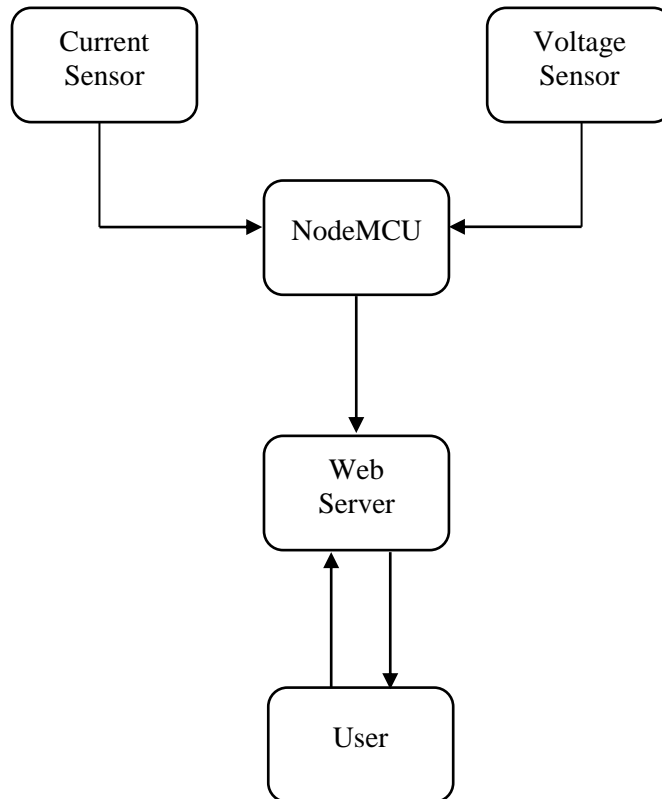 Current
Sensor
Voltage
Sensor
NodeMCU
Web
Server
User